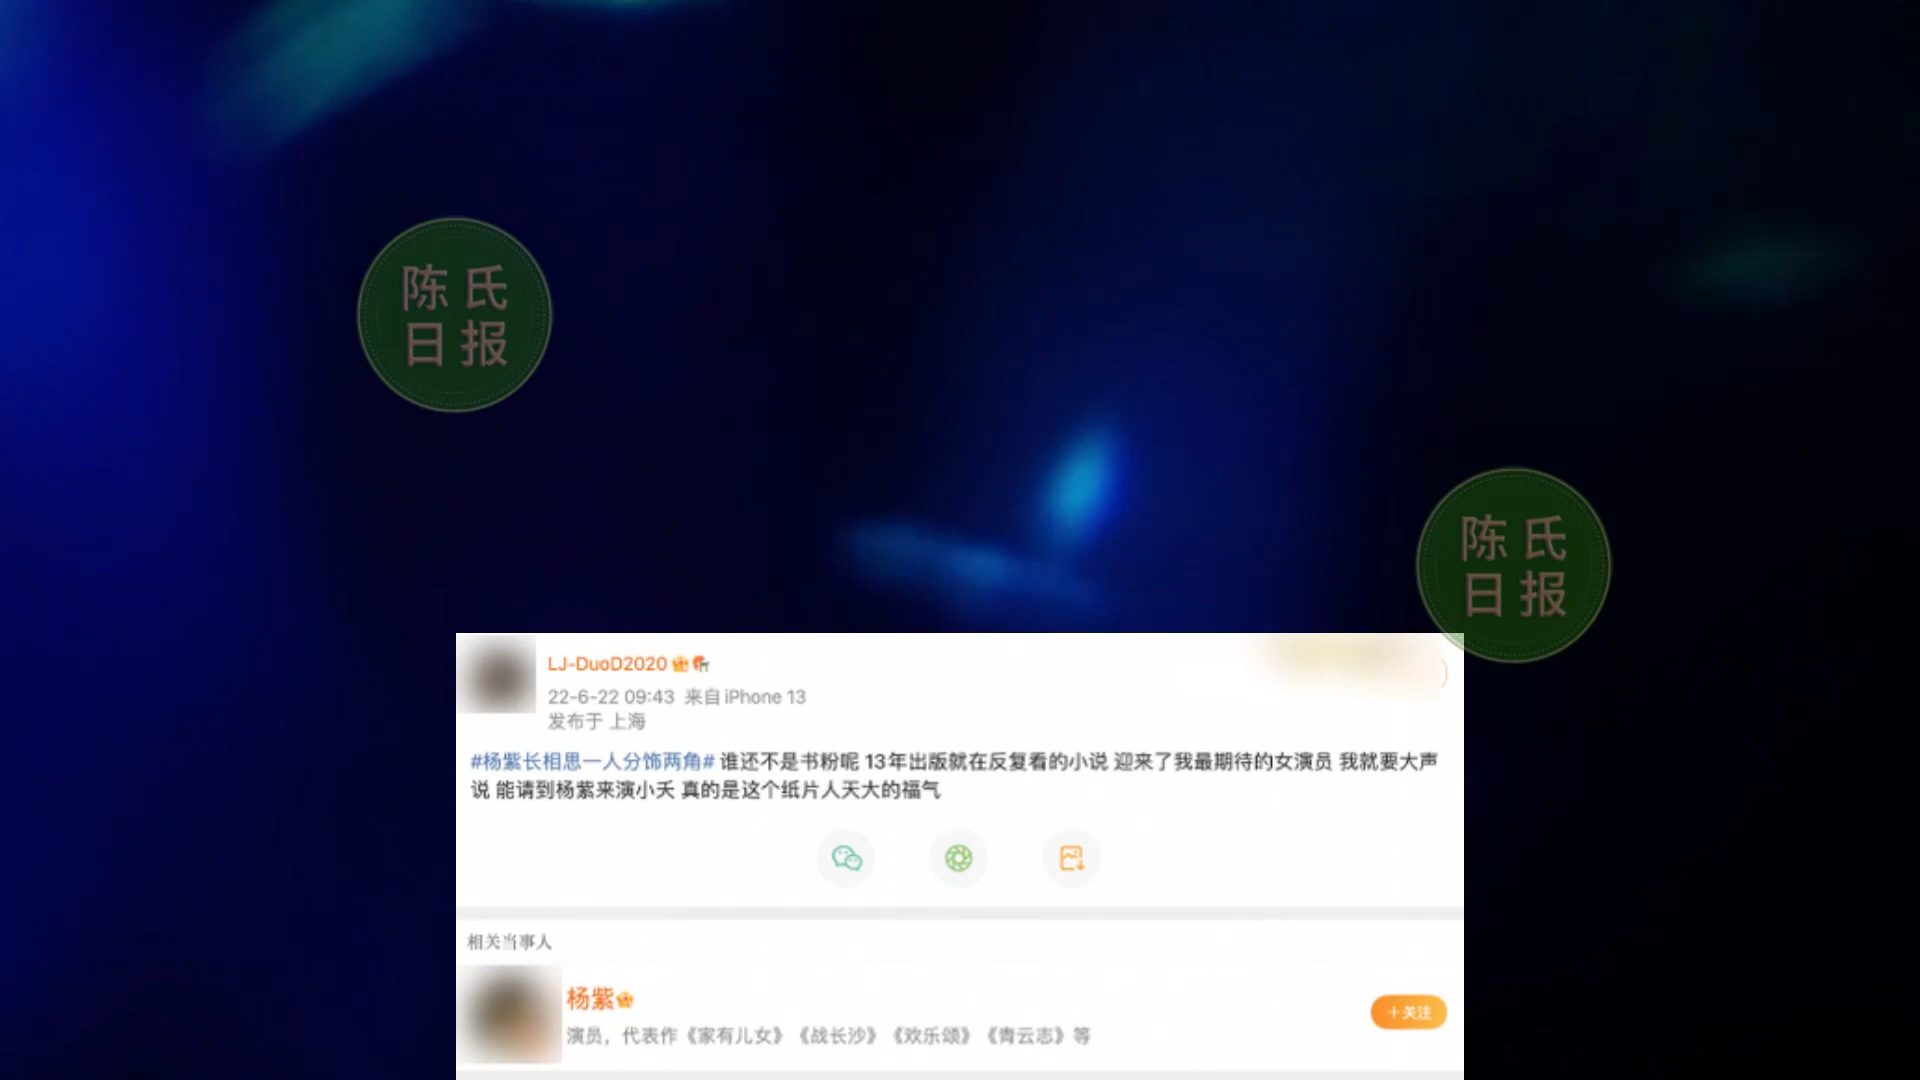 陈氏
日报
陈氏
日报
LJ-DuoD2020
22-6-22 09:43 来自 iPhone 13
发布于 上海
#杨紫长相思一人分饰两角# 谁还不是书粉呢 13年出版就在反复看的小说 迎来了我最期待的女演员 我就要大声
说 能请到杨紫来演小夭 真的是这个纸片人天大的福气
相关当事人
杨紫
演员，代表作《家有儿女》《战长沙》《欢乐颂》《青云志》等
+关注